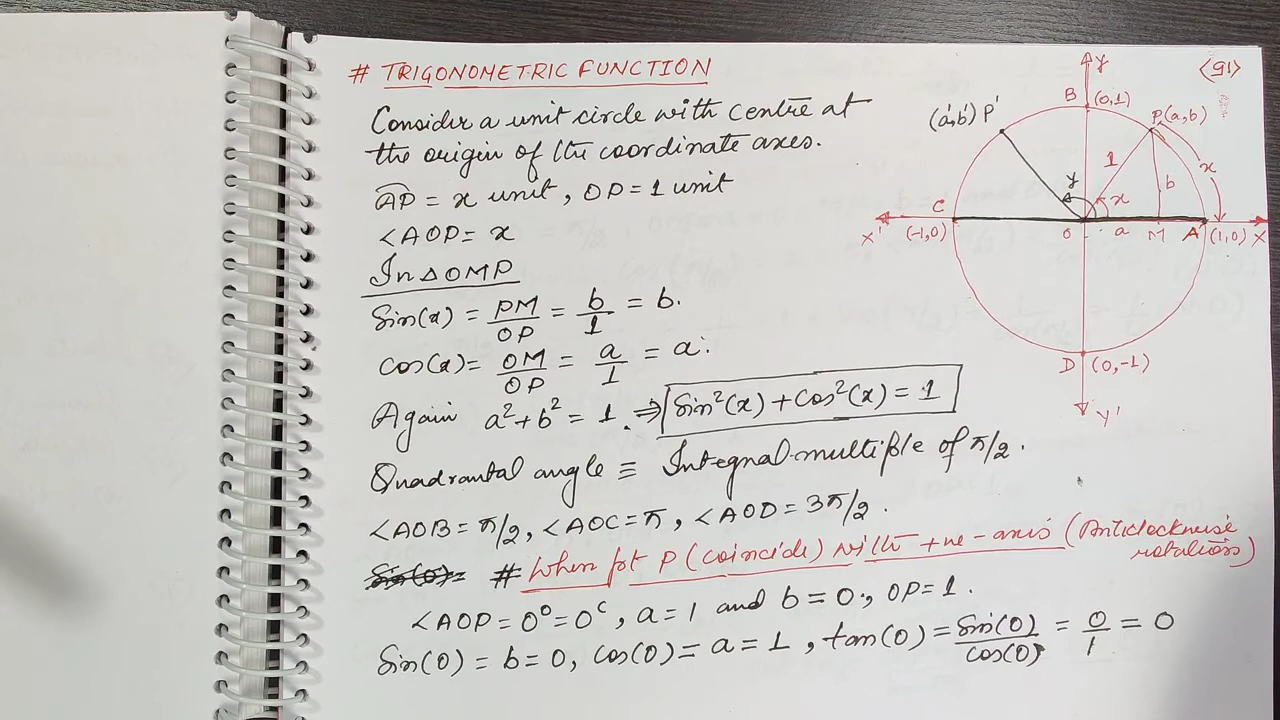 # TRIGONOMETRIC FUNCTION
<91>
Consider a unit circle with centre at
the origin of the coordinate axes.
A͡P = x unit, OP = 1 unit
∠AOP = x
In △ OMP
Sin(x) = PM/OP = b/1 = b.
Cos(x) = OM/OP = a/1 = a.
Again a² + b² = 1. ⇒ Sin²(x) + Cos²(x) = 1
Quadrantal angle ≡ Integral multiple of π/2.
∠AOB = π/2, ∠AOC = π, ∠AOD = 3π/2.
Sin(0) = # When pt P (coincide) with +ve-axis (Anticlockwise
rotations)
∠AOP = 0° = 0ᶜ, a = 1 and b = 0, OP = 1.
Sin(0) = b = 0, Cos(0) = a = 1, tan(0) = Sin(0)/Cos(0) = 0/1 = 0
Y
B (0,1)
(a',b') P'
P(a,b)
1
x
y
x
b
C
X' (-1,0)
O
a
M
A (1,0) X
D (0,-1)
Y'